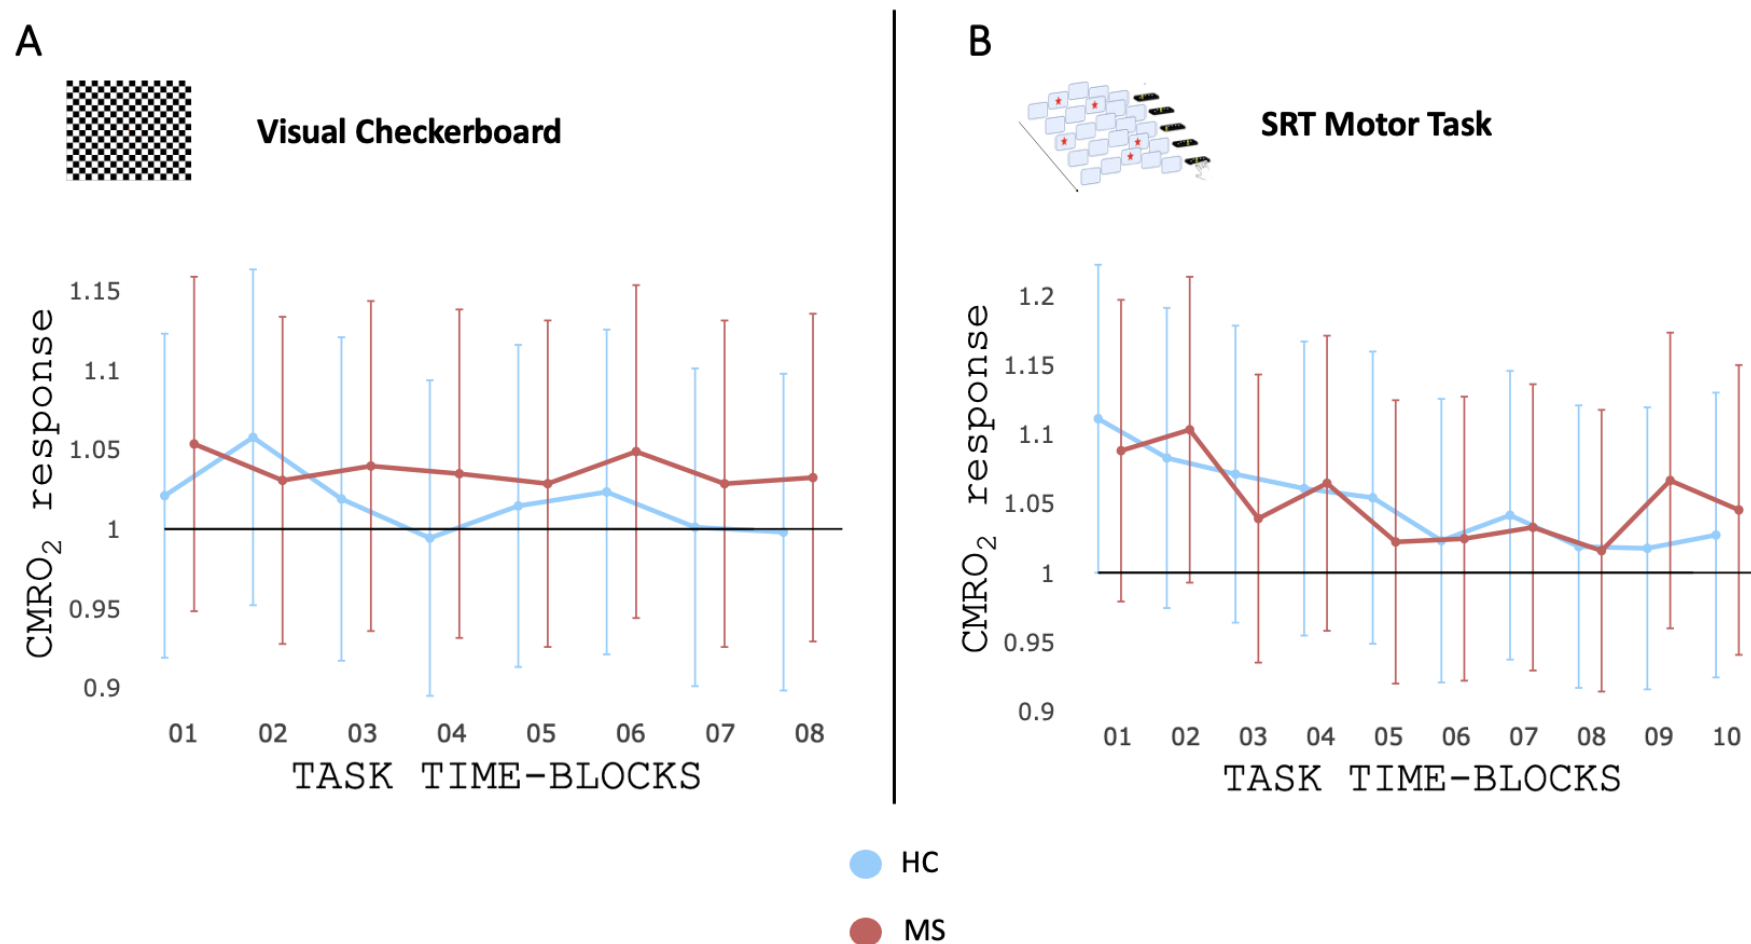 A
Visual Checkerboard
CMRO₂ response
1.15
1.1
1.05
1
0.95
0.9
01 02 03 04 05 06 07 08
TASK TIME-BLOCKS
B
SRT Motor Task
CMRO₂ response
1.2
1.15
1.1
1.05
1
0.95
0.9
01 02 03 04 05 06 07 08 09 10
TASK TIME-BLOCKS
HC
MS